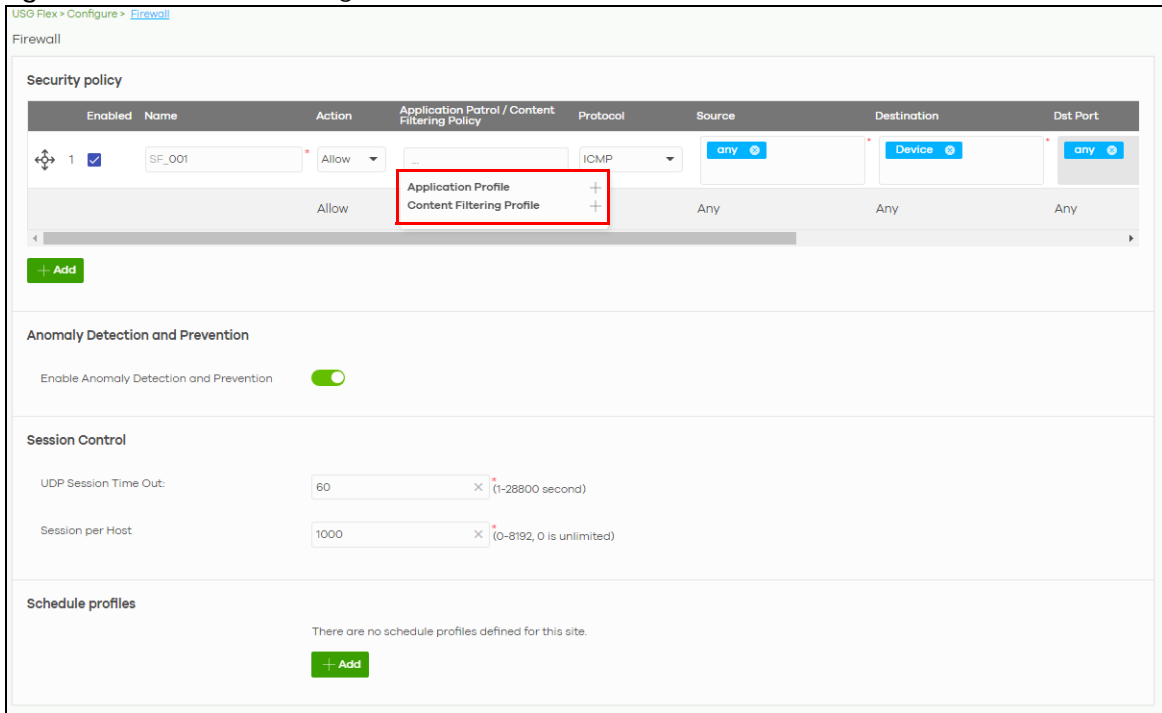 USG Flex > Configure > Firewall
Firewall
Security policy
Enabled Name Action Application Patrol / Content Filtering Policy Protocol Source Destination Dst Port
1 SF_001 * Allow ... ICMP any * Device * any
Application Profile +
Content Filtering Profile +
Allow Any Any Any
+ Add
Anomaly Detection and Prevention
Enable Anomaly Detection and Prevention
Session Control
UDP Session Time Out: 60 × * (1-28800 second)
Session per Host 1000 × * (0-8192, 0 is unlimited)
Schedule profiles
There are no schedule profiles defined for this site.
+ Add